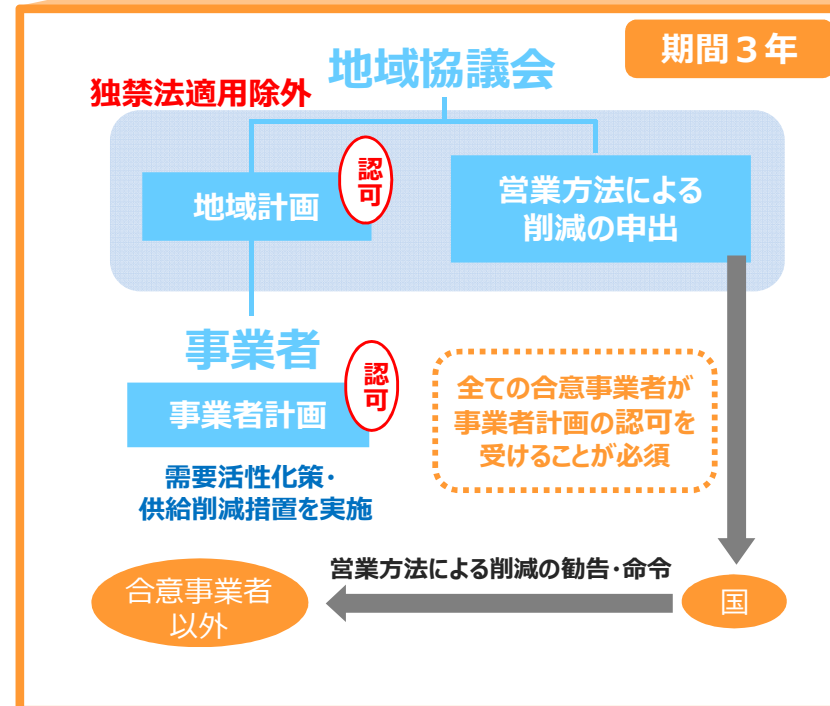 期間３年
地域協議会
独禁法適用除外
地域計画
認可
営業方法による
削減の申出
事業者
事業者計画
認可
全ての合意事業者が
事業者計画の認可を
受けることが必須
需要活性化策・
供給削減措置を実施
営業方法による削減の勧告・命令
合意事業者
以外
国